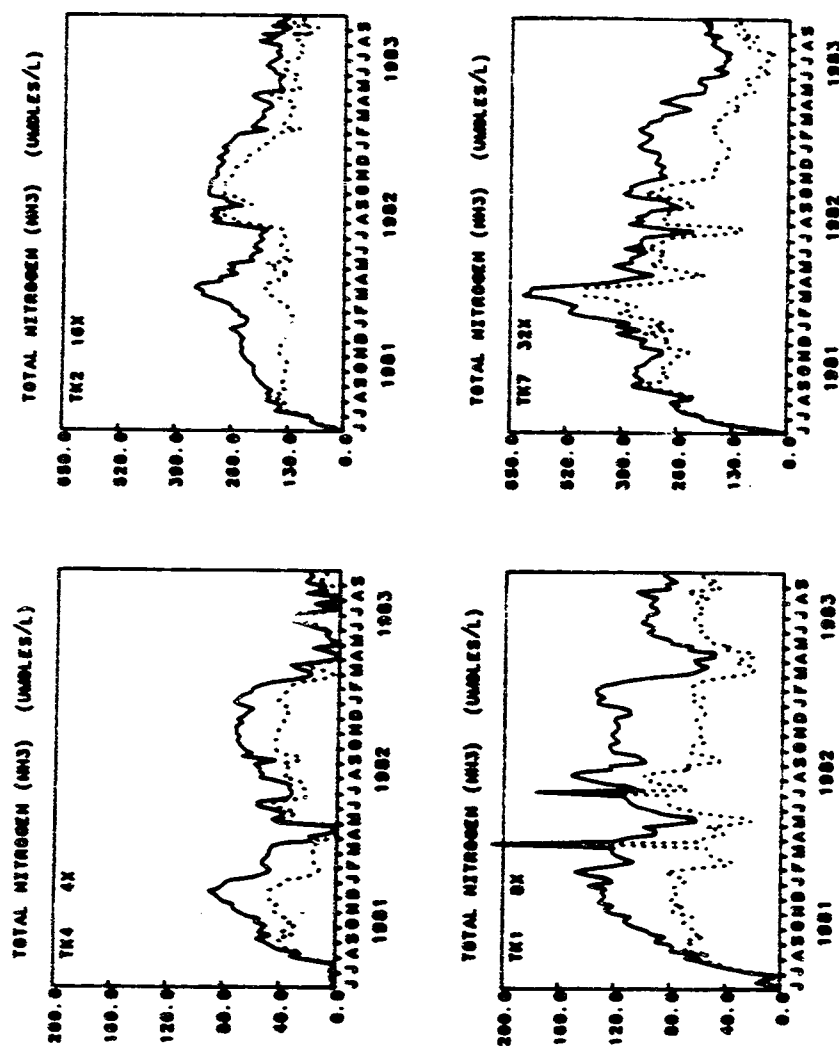 TOTAL NITROGEN (NH3) (UMOLES/L)
TK4 4X
200.0
160.0
120.0
80.0
40.0
0.0
JJASONDJFMAMJJASONDJFMAMJJAS
1981 1982 1983
TOTAL NITROGEN (NH3) (UMOLES/L)
TK2 16X
650.0
520.0
390.0
260.0
130.0
0.0
JJASONDJFMAMJJASONDJFMAMJJAS
1981 1982 1983
TOTAL NITROGEN (NH3) (UMOLES/L)
TK1 8X
200.0
160.0
120.0
80.0
40.0
0.0
JJASONDJFMAMJJASONDJFMAMJJAS
1981 1982 1983
TOTAL NITROGEN (NH3) (UMOLES/L)
TK7 32X
650.0
520.0
390.0
260.0
130.0
0.0
JJASONDJFMAMJJASONDJFMAMJJAS
1981 1982 1983